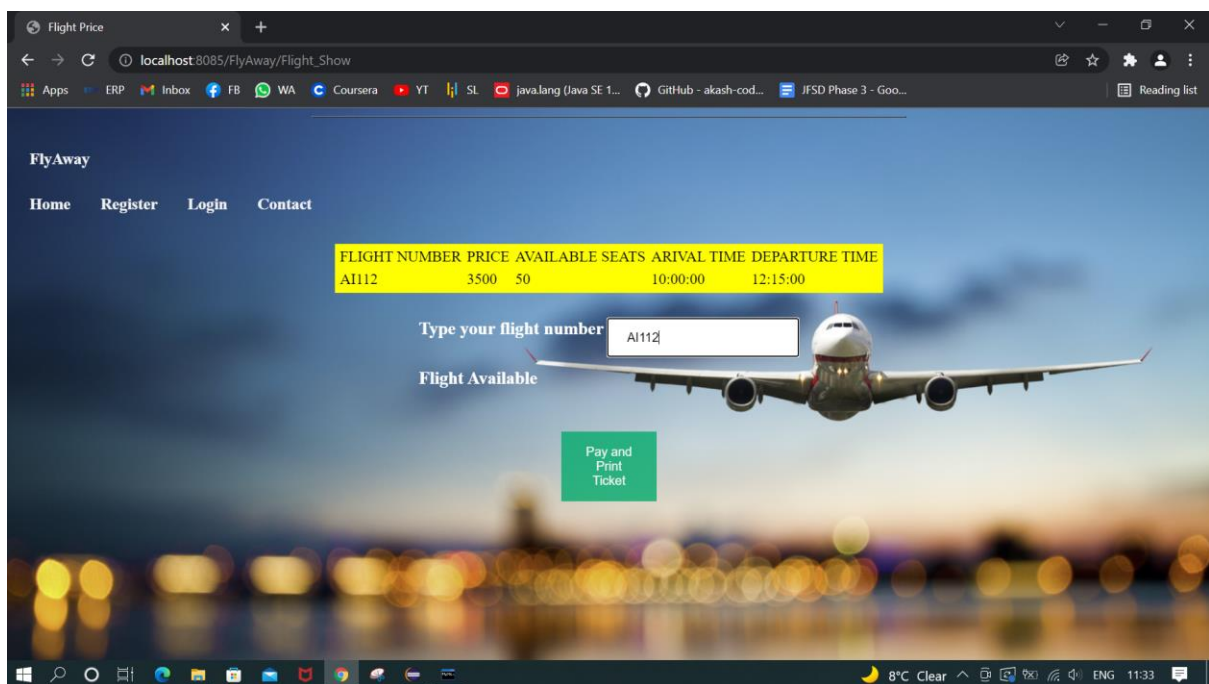 Flight Price
localhost:8085/FlyAway/Flight_Show
Apps ERP Inbox FB WA Coursera YT SL java.lang (Java SE 1... GitHub - akash-cod... JFSD Phase 3 - Goo... Reading list
FlyAway
Home Register Login Contact
FLIGHT NUMBER PRICE AVAILABLE SEATS ARIVAL TIME DEPARTURE TIME
AI112 3500 50 10:00:00 12:15:00
Type your flight number AI112
Flight Available
Pay and
Print
Ticket
8°C Clear ENG 11:33